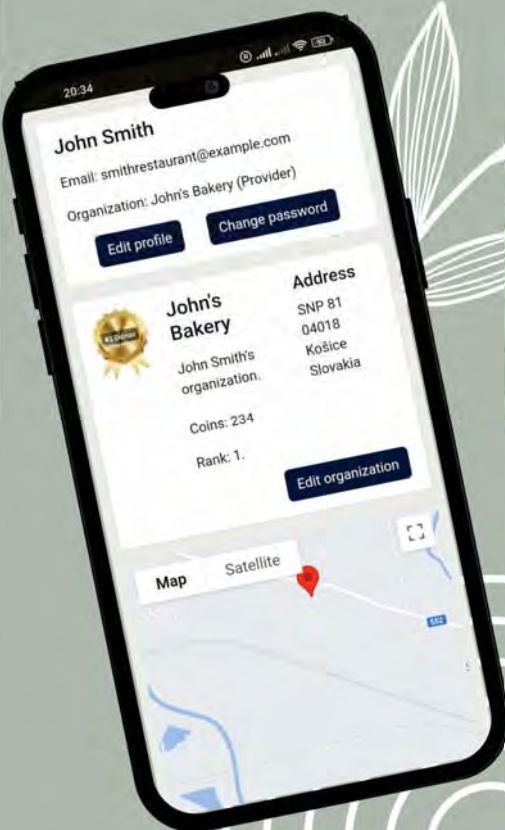 20:34
John Smith
Email: smithrestaurant@example.com
Organization: John's Bakery (Provider)
Edit profile
Change password
#1 Donor
John's
Bakery
John Smith's
organization.
Coins: 234
Rank: 1.
Address
SNP 81
04018
Košice
Slovakia
Edit organization
Map
Satellite
552